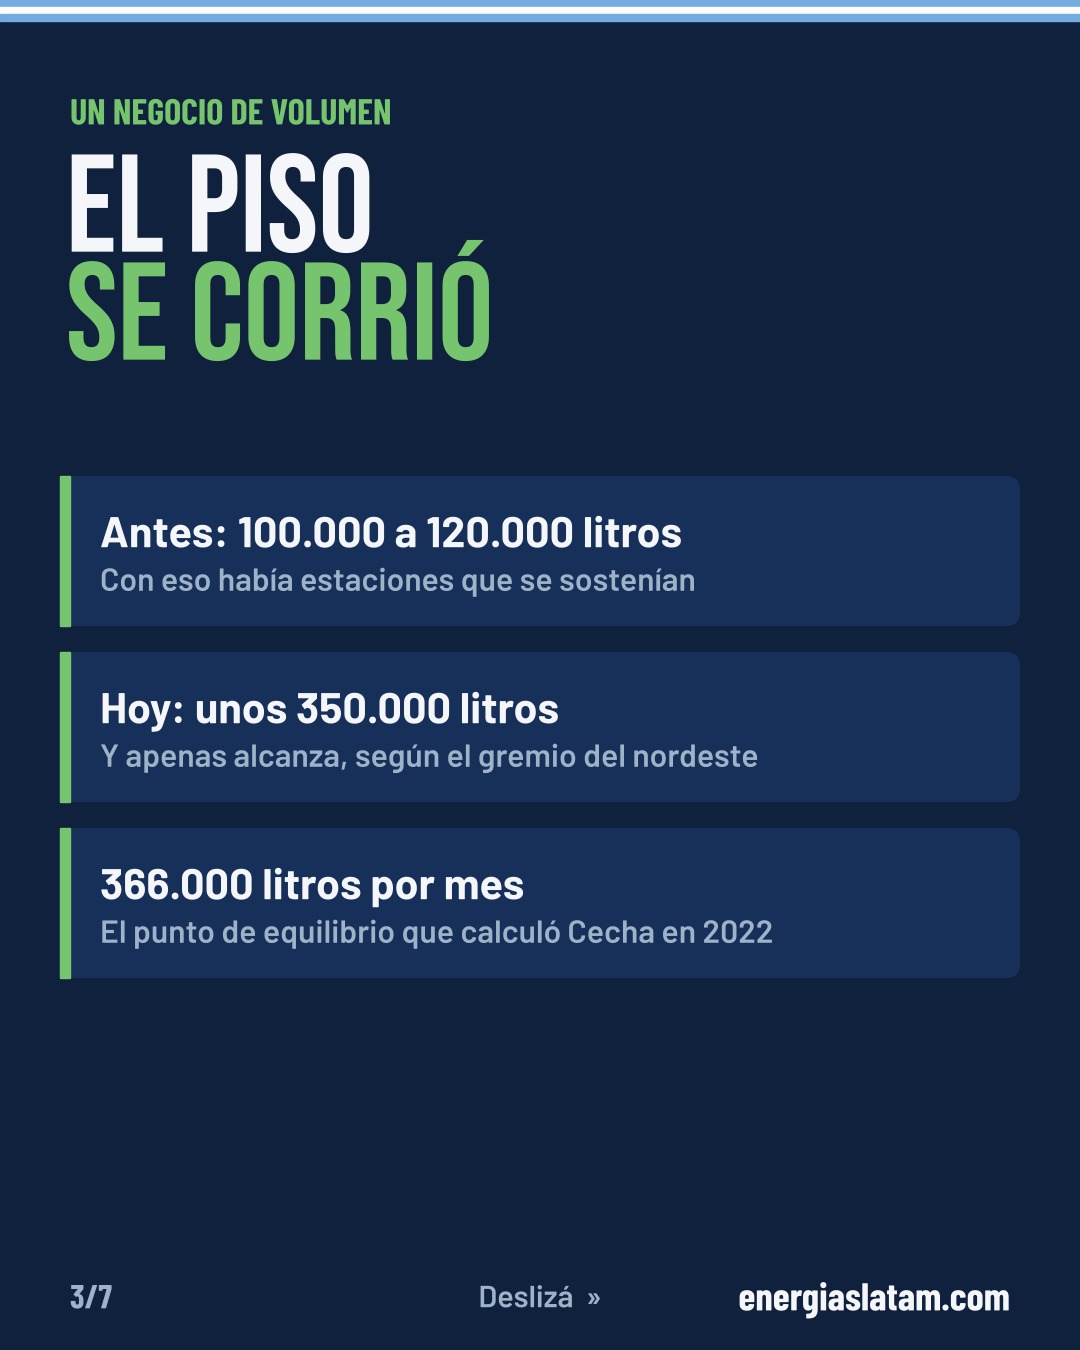 UN NEGOCIO DE VOLUMEN
EL PISO
SE CORRIÓ
Antes: 100.000 a 120.000 litros
Con eso había estaciones que se sostenían
Hoy: unos 350.000 litros
Y apenas alcanza, según el gremio del nordeste
366.000 litros por mes
El punto de equilibrio que calculó Cecha en 2022
3/7
Deslizá »
energiaslatam.com